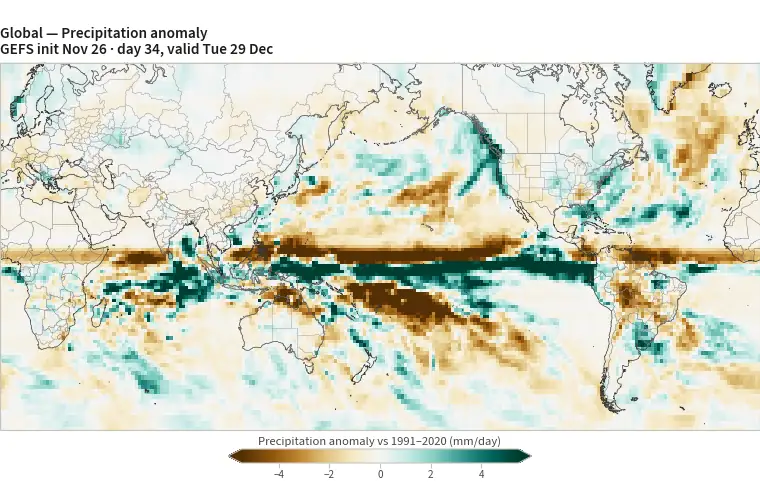 Global — Precipitation anomaly
GEFS init Nov 26 · day 34, valid Tue 29 Dec
Precipitation anomaly vs 1991–2020 (mm/day)
−4 −2 0 2 4